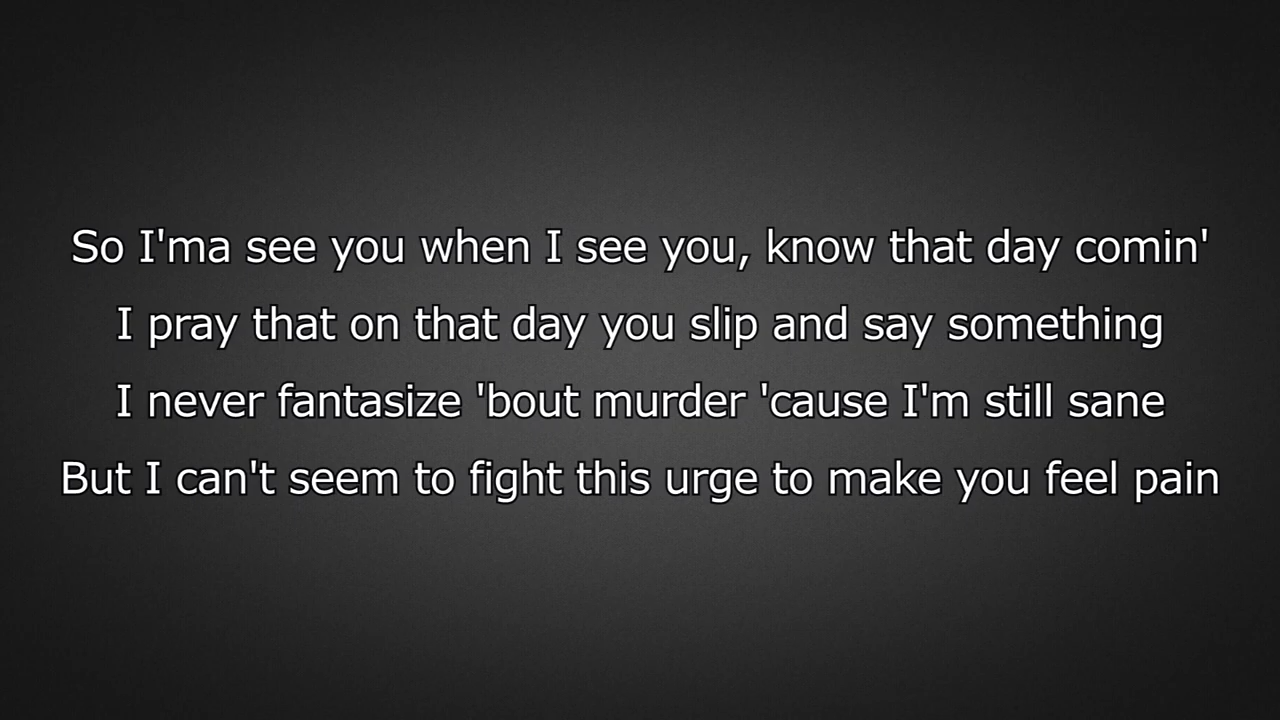 So I'ma see you when I see you, know that day comin'
I pray that on that day you slip and say something
I never fantasize 'bout murder 'cause I'm still sane
But I can't seem to fight this urge to make you feel pain